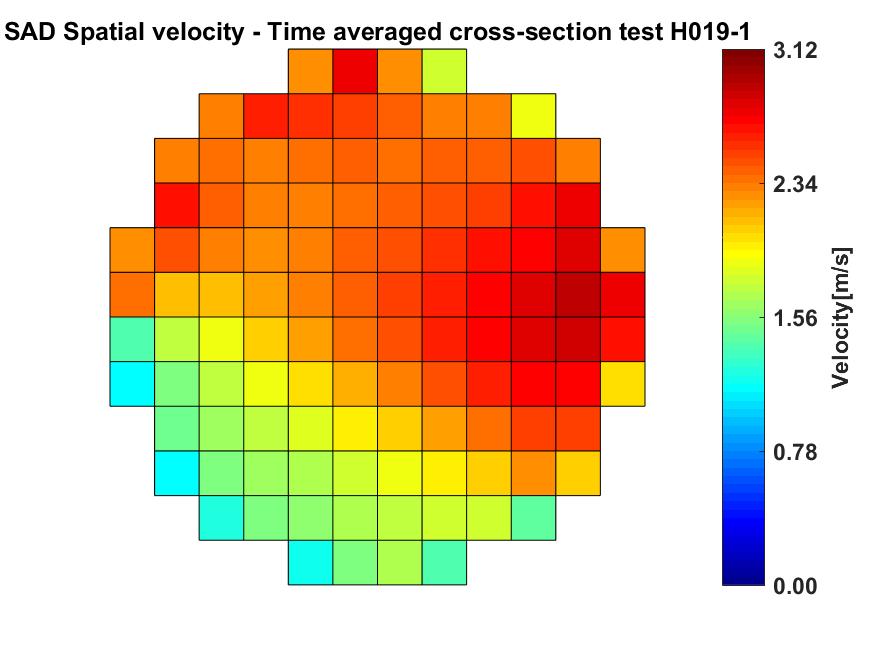 SAD Spatial velocity - Time averaged cross-section test H019-1
3.12
2.34
1.56
0.78
0.00
Velocity[m/s]